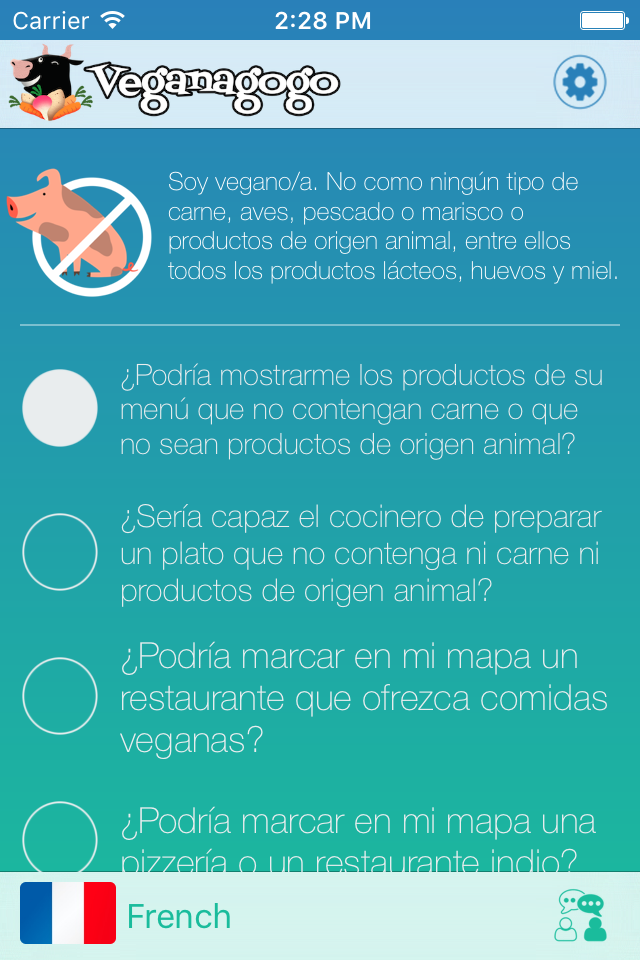 Carrier 2:28 PM
Veganagogo
Soy vegano/a. No como ningún tipo de
carne, aves, pescado o marisco o
productos de origen animal, entre ellos
todos los productos lácteos, huevos y miel.
¿Podría mostrarme los productos de su
menú que no contengan carne o que
no sean productos de origen animal?
¿Sería capaz el cocinero de preparar
un plato que no contenga ni carne ni
productos de origen animal?
¿Podría marcar en mi mapa un
restaurante que ofrezca comidas
veganas?
¿Podría marcar en mi mapa una
pizzería o un restaurante indio?
French